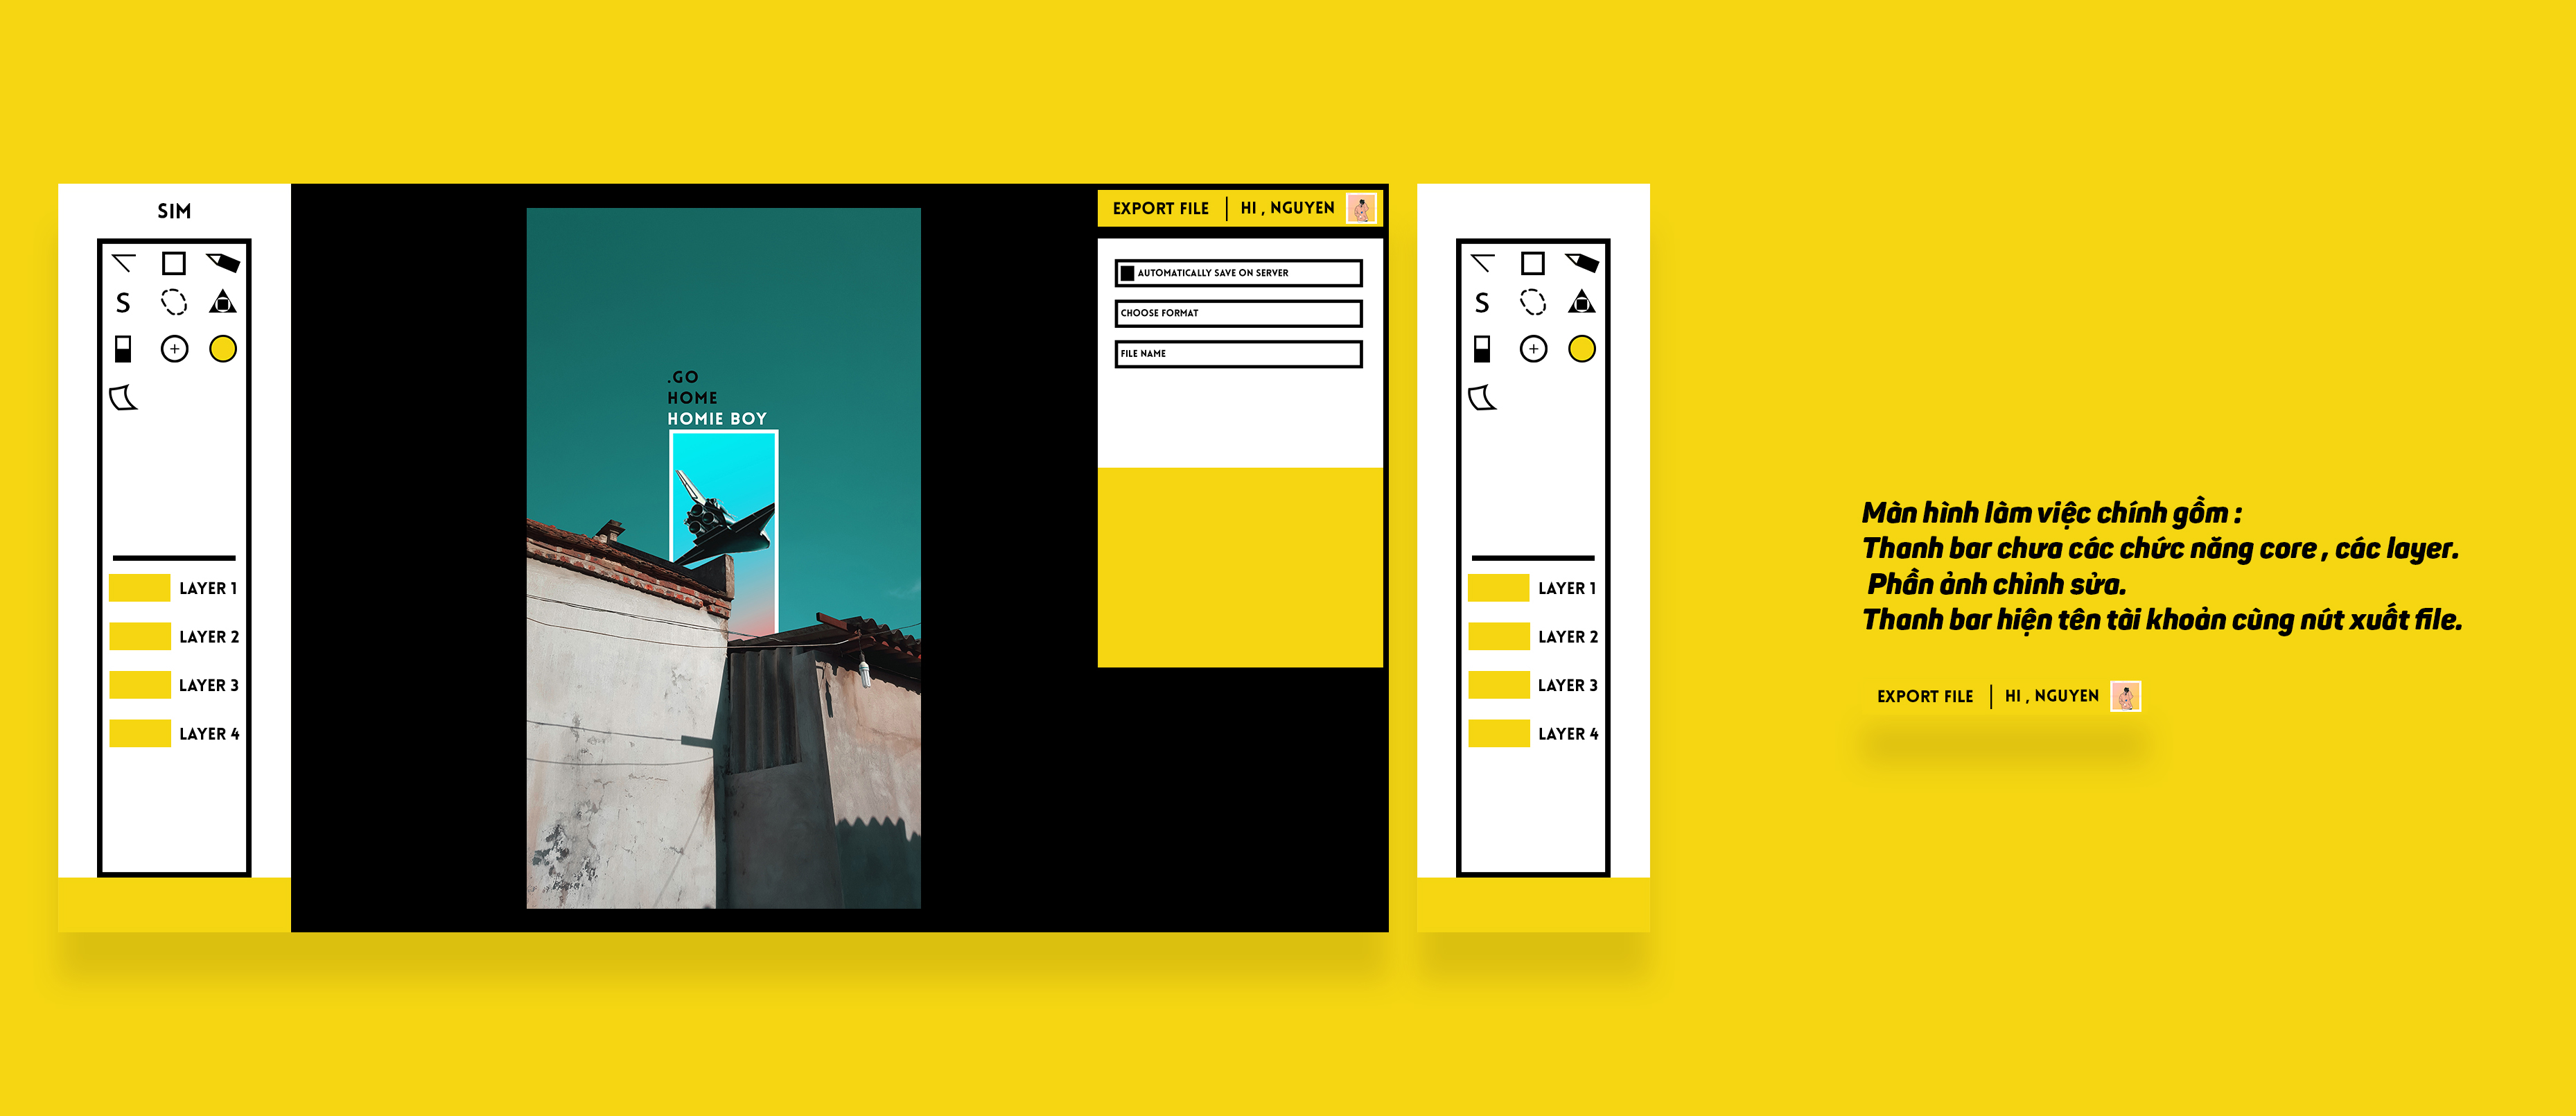 SIM
S
LAYER 1
LAYER 2
LAYER 3
LAYER 4
.GO
HOME
HOMIE BOY
EXPORT FILE | HI , NGUYEN
AUTOMATICALLY SAVE ON SERVER
CHOOSE FORMAT
FILE NAME
S
LAYER 1
LAYER 2
LAYER 3
LAYER 4
Màn hình làm việc chính gồm :
Thanh bar chưa các chức năng core , các layer.
Phần ảnh chỉnh sửa.
Thanh bar hiện tên tài khoản cùng nút xuất file.
EXPORT FILE | HI , NGUYEN